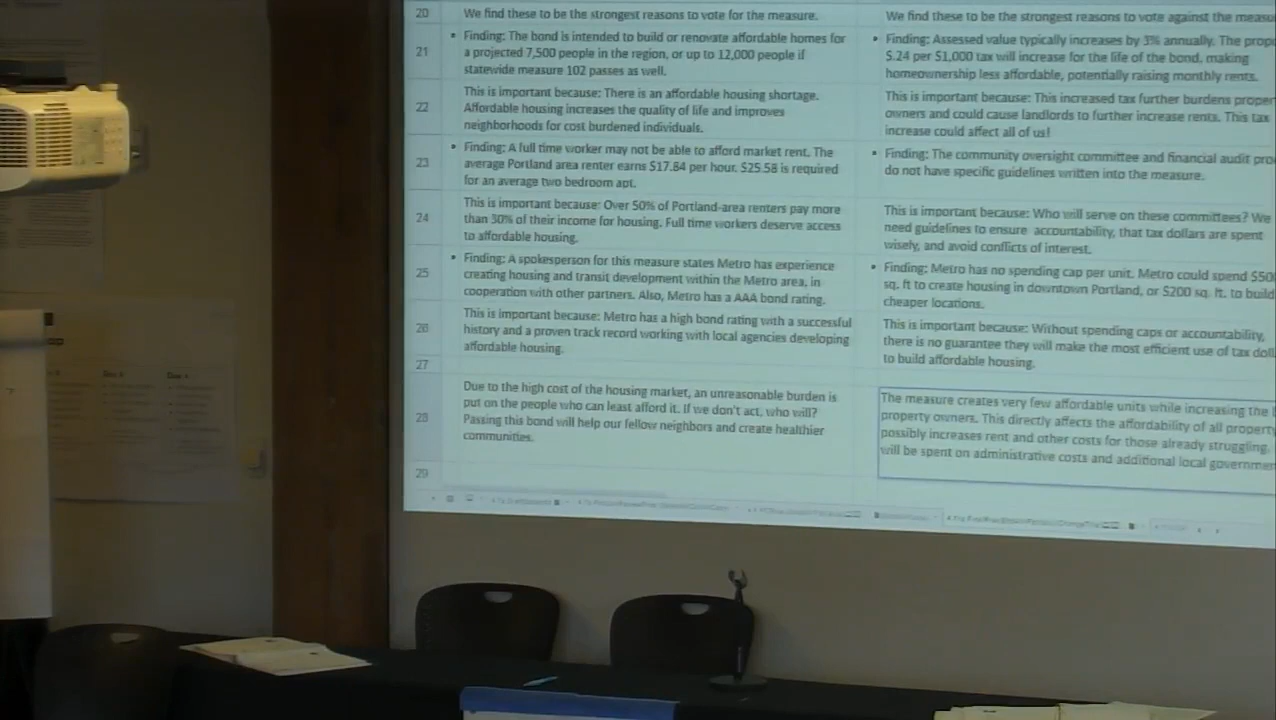 20
We find these to be the strongest reasons to vote for the measure.
We find these to be the strongest reasons to vote against the measu
21
• Finding: The bond is intended to build or renovate affordable homes for
a projected 7,500 people in the region, or up to 12,000 people if
statewide measure 102 passes as well.
• Finding: Assessed value typically increases by 3% annually. The prop
$.24 per $1,000 tax will increase for the life of the bond, making
homeownership less affordable, potentially raising monthly rents.
22
This is important because: There is an affordable housing shortage.
Affordable housing increases the quality of life and improves
neighborhoods for cost burdened individuals.
This is important because: This increased tax further burdens proper
owners and could cause landlords to further increase rents. This tax
increase could affect all of us!
23
• Finding: A full time worker may not be able to afford market rent. The
average Portland area renter earns $17.84 per hour. $25.58 is required
for an average two bedroom apt.
• Finding: The community oversight committee and financial audit pro
do not have specific guidelines written into the measure.
24
This is important because: Over 50% of Portland-area renters pay more
than 30% of their income for housing. Full time workers deserve access
to affordable housing.
This is important because: Who will serve on these committees? We
need guidelines to ensure accountability, that tax dollars are spent
wisely, and avoid conflicts of interest.
25
• Finding: A spokesperson for this measure states Metro has experience
creating housing and transit development within the Metro area, in
cooperation with other partners. Also, Metro has a AAA bond rating.
• Finding: Metro has no spending cap per unit. Metro could spend $50
sq. ft to create housing in downtown Portland, or $200 sq. ft. to build
cheaper locations.
26
This is important because: Metro has a high bond rating with a successful
history and a proven track record working with local agencies developing
affordable housing.
This is important because: Without spending caps or accountability,
there is no guarantee they will make the most efficient use of tax doll
to build affordable housing.
27
28
Due to the high cost of the housing market, an unreasonable burden is
put on the people who can least afford it. If we don't act, who will?
Passing this bond will help our fellow neighbors and create healthier
communities.
The measure creates very few affordable units while increasing the
property owners. This directly affects the affordability of all property
possibly increases rent and other costs for those already struggling.
will be spent on administrative costs and additional local governmen
29